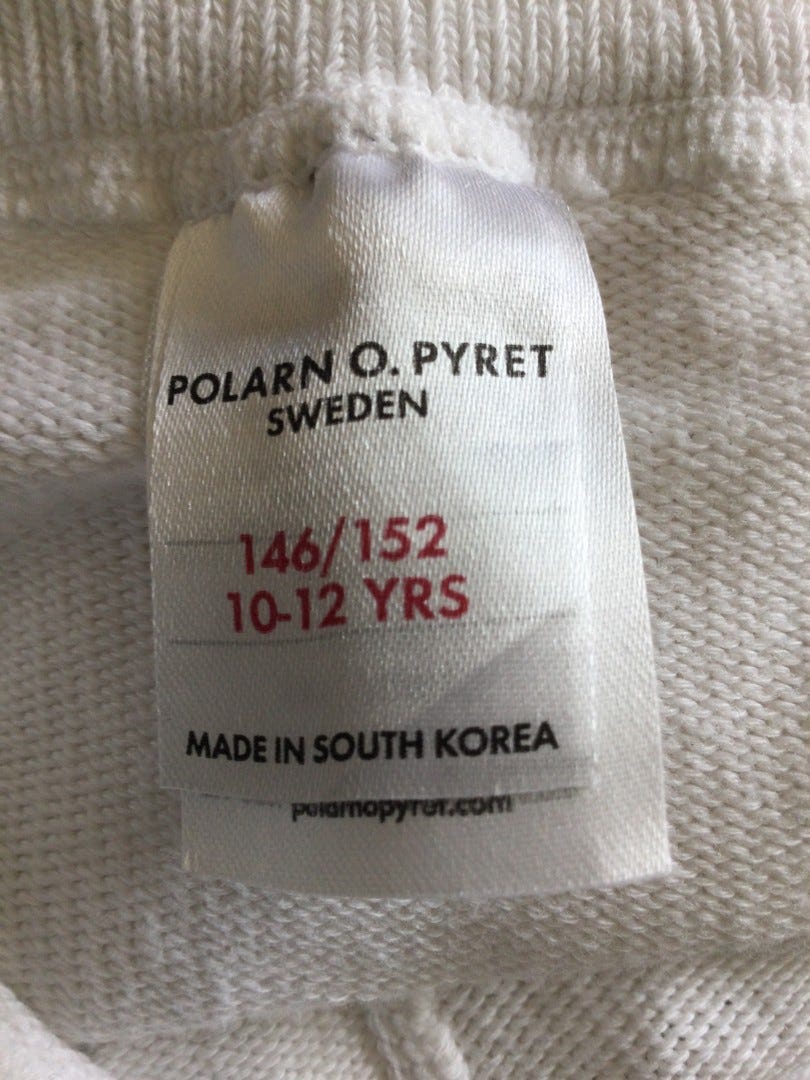 POLARN O. PYRET
SWEDEN
146/152
10-12 YRS
MADE IN SOUTH KOREA
polarnopyret.com